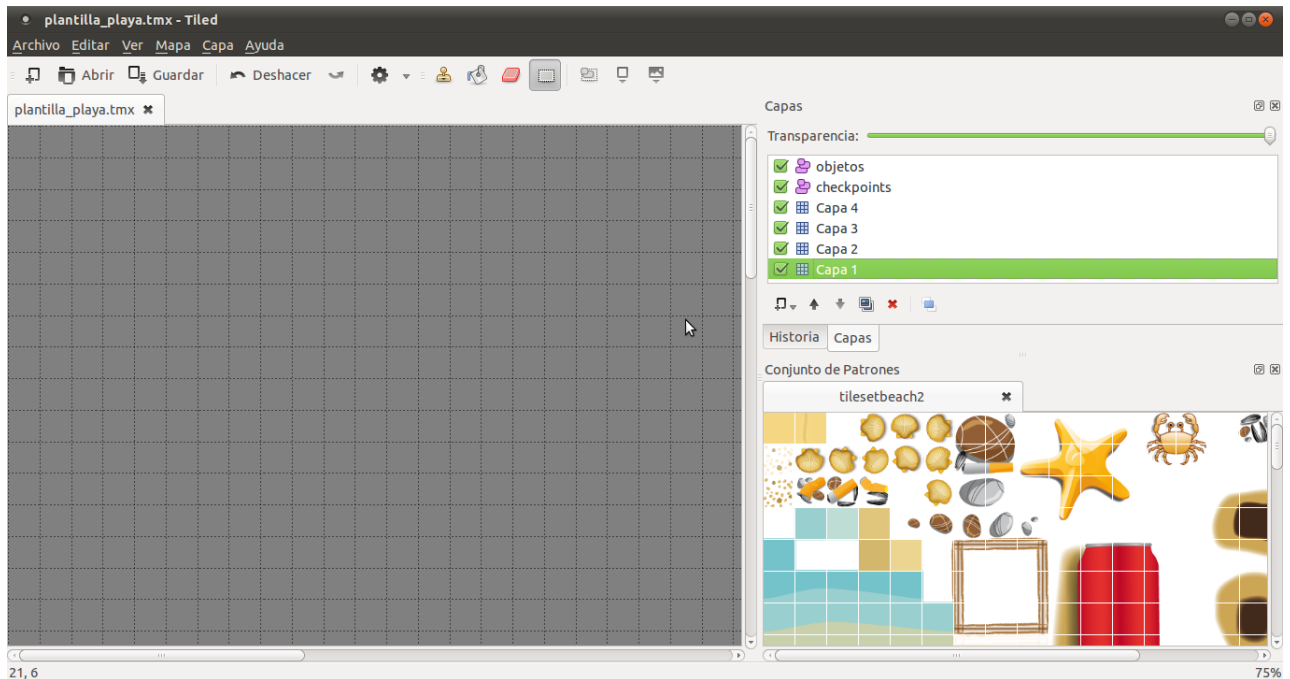 plantilla_playa.tmx - Tiled
Archivo Editar Ver Mapa Capa Ayuda
Abrir Guardar Deshacer
plantilla_playa.tmx
Capas
Transparencia:
objetos
checkpoints
Capa 4
Capa 3
Capa 2
Capa 1
Historia Capas
Conjunto de Patrones
tilesetbeach2
21, 6 75%